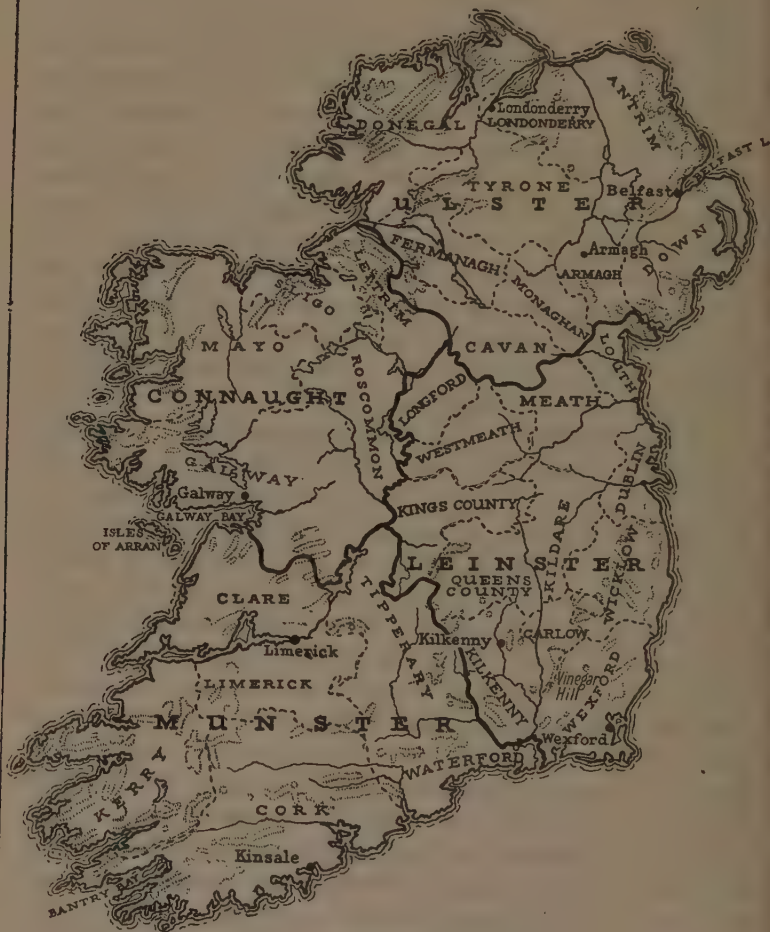 Londonderry
LONDONDERRY
DONEGAL
ANTRIM
TYRONE
Belfast
BELFAST L
ULSTER
Armagh
ARMAGH
DOWN
FERMANAGH
MONAGHAN
LEITRIM
SLIGO
MAYO
CAVAN
LOUTH
ROSCOMMON
LONGFORD
MEATH
CONNAUGHT
WESTMEATH
GALWAY
Galway
GALWAY BAY
ISLES
OF ARRAN
KINGS COUNTY
DUBLIN
KILDARE
LEINSTER
QUEENS
COUNTY
WICKLOW
CLARE
TIPPERARY
Limerick
Kilkenny
CARLOW
KILKENNY
LIMERICK
Vinegar
Hill
WEXFORD
Wexford
MUNSTER
WATERFORD
KERRY
CORK
Kinsale
BANTRY BAY